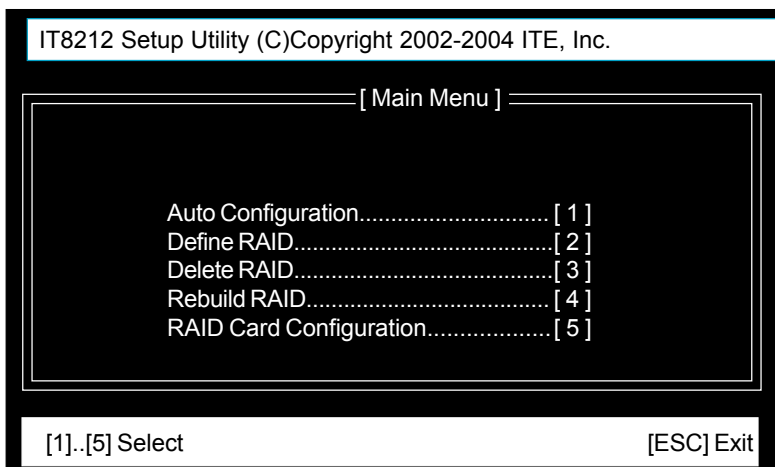 IT8212 Setup Utility (C)Copyright 2002-2004 ITE, Inc.
[ Main Menu ]
Auto Configuration............................. [ 1 ]
Define RAID..................................[ 2 ]
Delete RAID..................................[ 3 ]
Rebuild RAID................................ [ 4 ]
RAID Card Configuration...................[ 5 ]
[1]..[5] Select [ESC] Exit